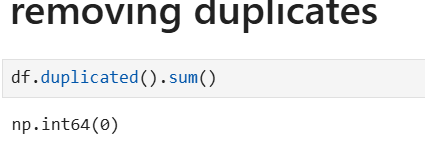 removing duplicates
df.duplicated().sum()
np.int64(0)